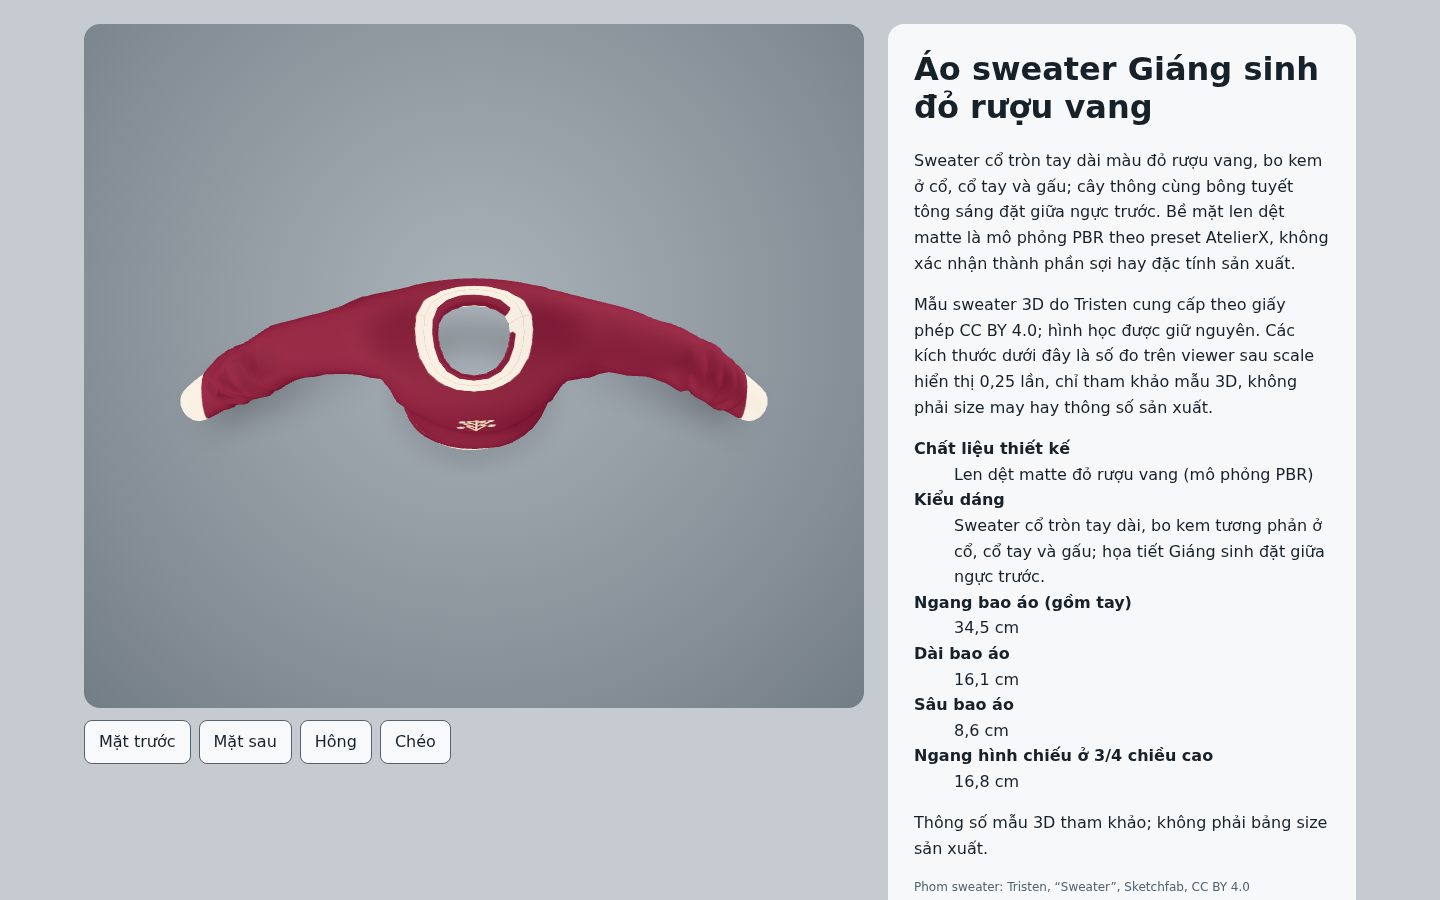 Áo sweater Giáng sinh
đỏ rượu vang
Sweater cổ tròn tay dài màu đỏ rượu vang, bo kem
ở cổ, cổ tay và gấu; cây thông cùng bông tuyết
tông sáng đặt giữa ngực trước. Bề mặt len dệt
matte là mô phỏng PBR theo preset AtelierX, không
xác nhận thành phần sợi hay đặc tính sản xuất.
Mẫu sweater 3D do Tristen cung cấp theo giấy
phép CC BY 4.0; hình học được giữ nguyên. Các
kích thước dưới đây là số đo trên viewer sau scale
hiển thị 0,25 lần, chỉ tham khảo mẫu 3D, không
phải size may hay thông số sản xuất.
Chất liệu thiết kế
Len dệt matte đỏ rượu vang (mô phỏng PBR)
Kiểu dáng
Sweater cổ tròn tay dài, bo kem tương phản ở
cổ, cổ tay và gấu; họa tiết Giáng sinh đặt giữa
ngực trước.
Ngang bao áo (gồm tay)
34,5 cm
Dài bao áo
16,1 cm
Sâu bao áo
8,6 cm
Ngang hình chiếu ở 3/4 chiều cao
16,8 cm
Thông số mẫu 3D tham khảo; không phải bảng size
sản xuất.
Phom sweater: Tristen, “Sweater”, Sketchfab, CC BY 4.0
Mặt trước
Mặt sau
Hông
Chéo